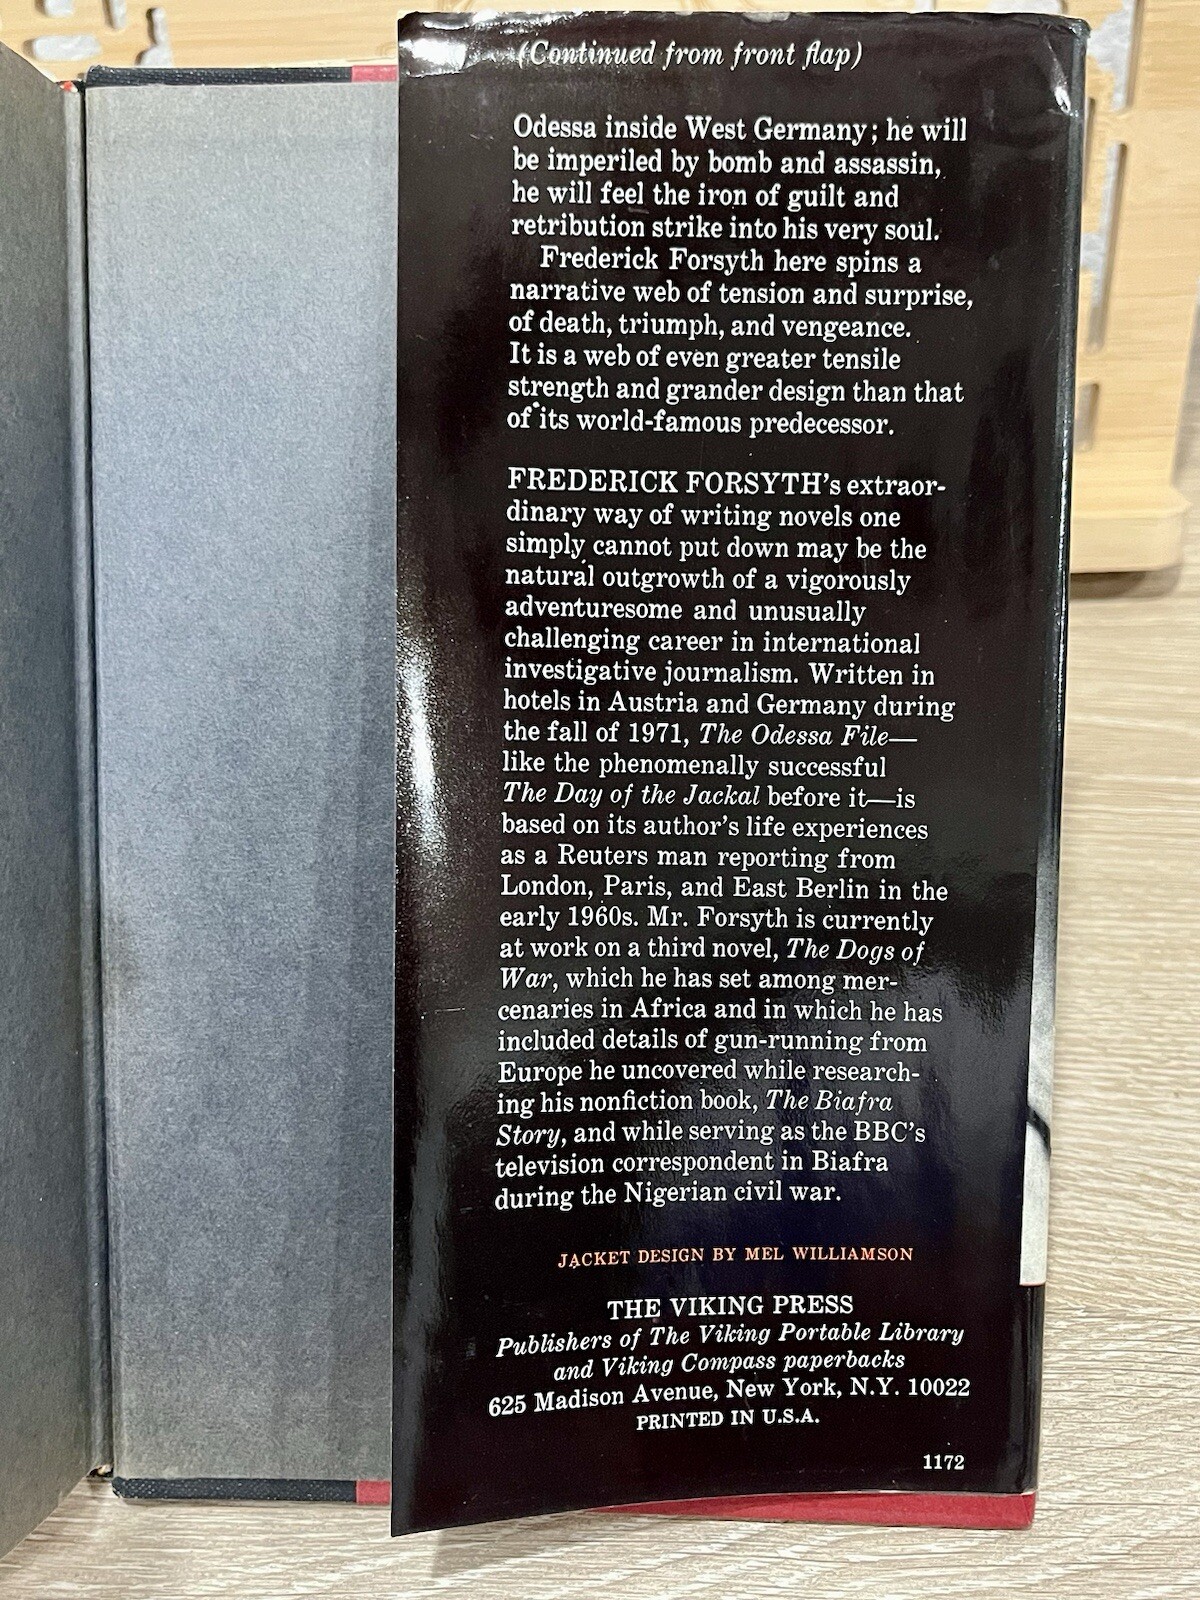 (Continued from front flap)
Odessa inside West Germany; he will
be imperiled by bomb and assassin,
he will feel the iron of guilt and
retribution strike into his very soul.
Frederick Forsyth here spins a
narrative web of tension and surprise,
of death, triumph, and vengeance.
It is a web of even greater tensile
strength and grander design than that
of its world-famous predecessor.
FREDERICK FORSYTH's extraor-
dinary way of writing novels one
simply cannot put down may be the
natural outgrowth of a vigorously
adventuresome and unusually
challenging career in international
investigative journalism. Written in
hotels in Austria and Germany during
the fall of 1971, The Odessa File—
like the phenomenally successful
The Day of the Jackal before it—is
based on its author's life experiences
as a Reuters man reporting from
London, Paris, and East Berlin in the
early 1960s. Mr. Forsyth is currently
at work on a third novel, The Dogs of
War, which he has set among mer-
cenaries in Africa and in which he has
included details of gun-running from
Europe he uncovered while research-
ing his nonfiction book, The Biafra
Story, and while serving as the BBC's
television correspondent in Biafra
during the Nigerian civil war.
JACKET DESIGN BY MEL WILLIAMSON
THE VIKING PRESS
Publishers of The Viking Portable Library
and Viking Compass paperbacks
625 Madison Avenue, New York, N.Y. 10022
PRINTED IN U.S.A.
1172